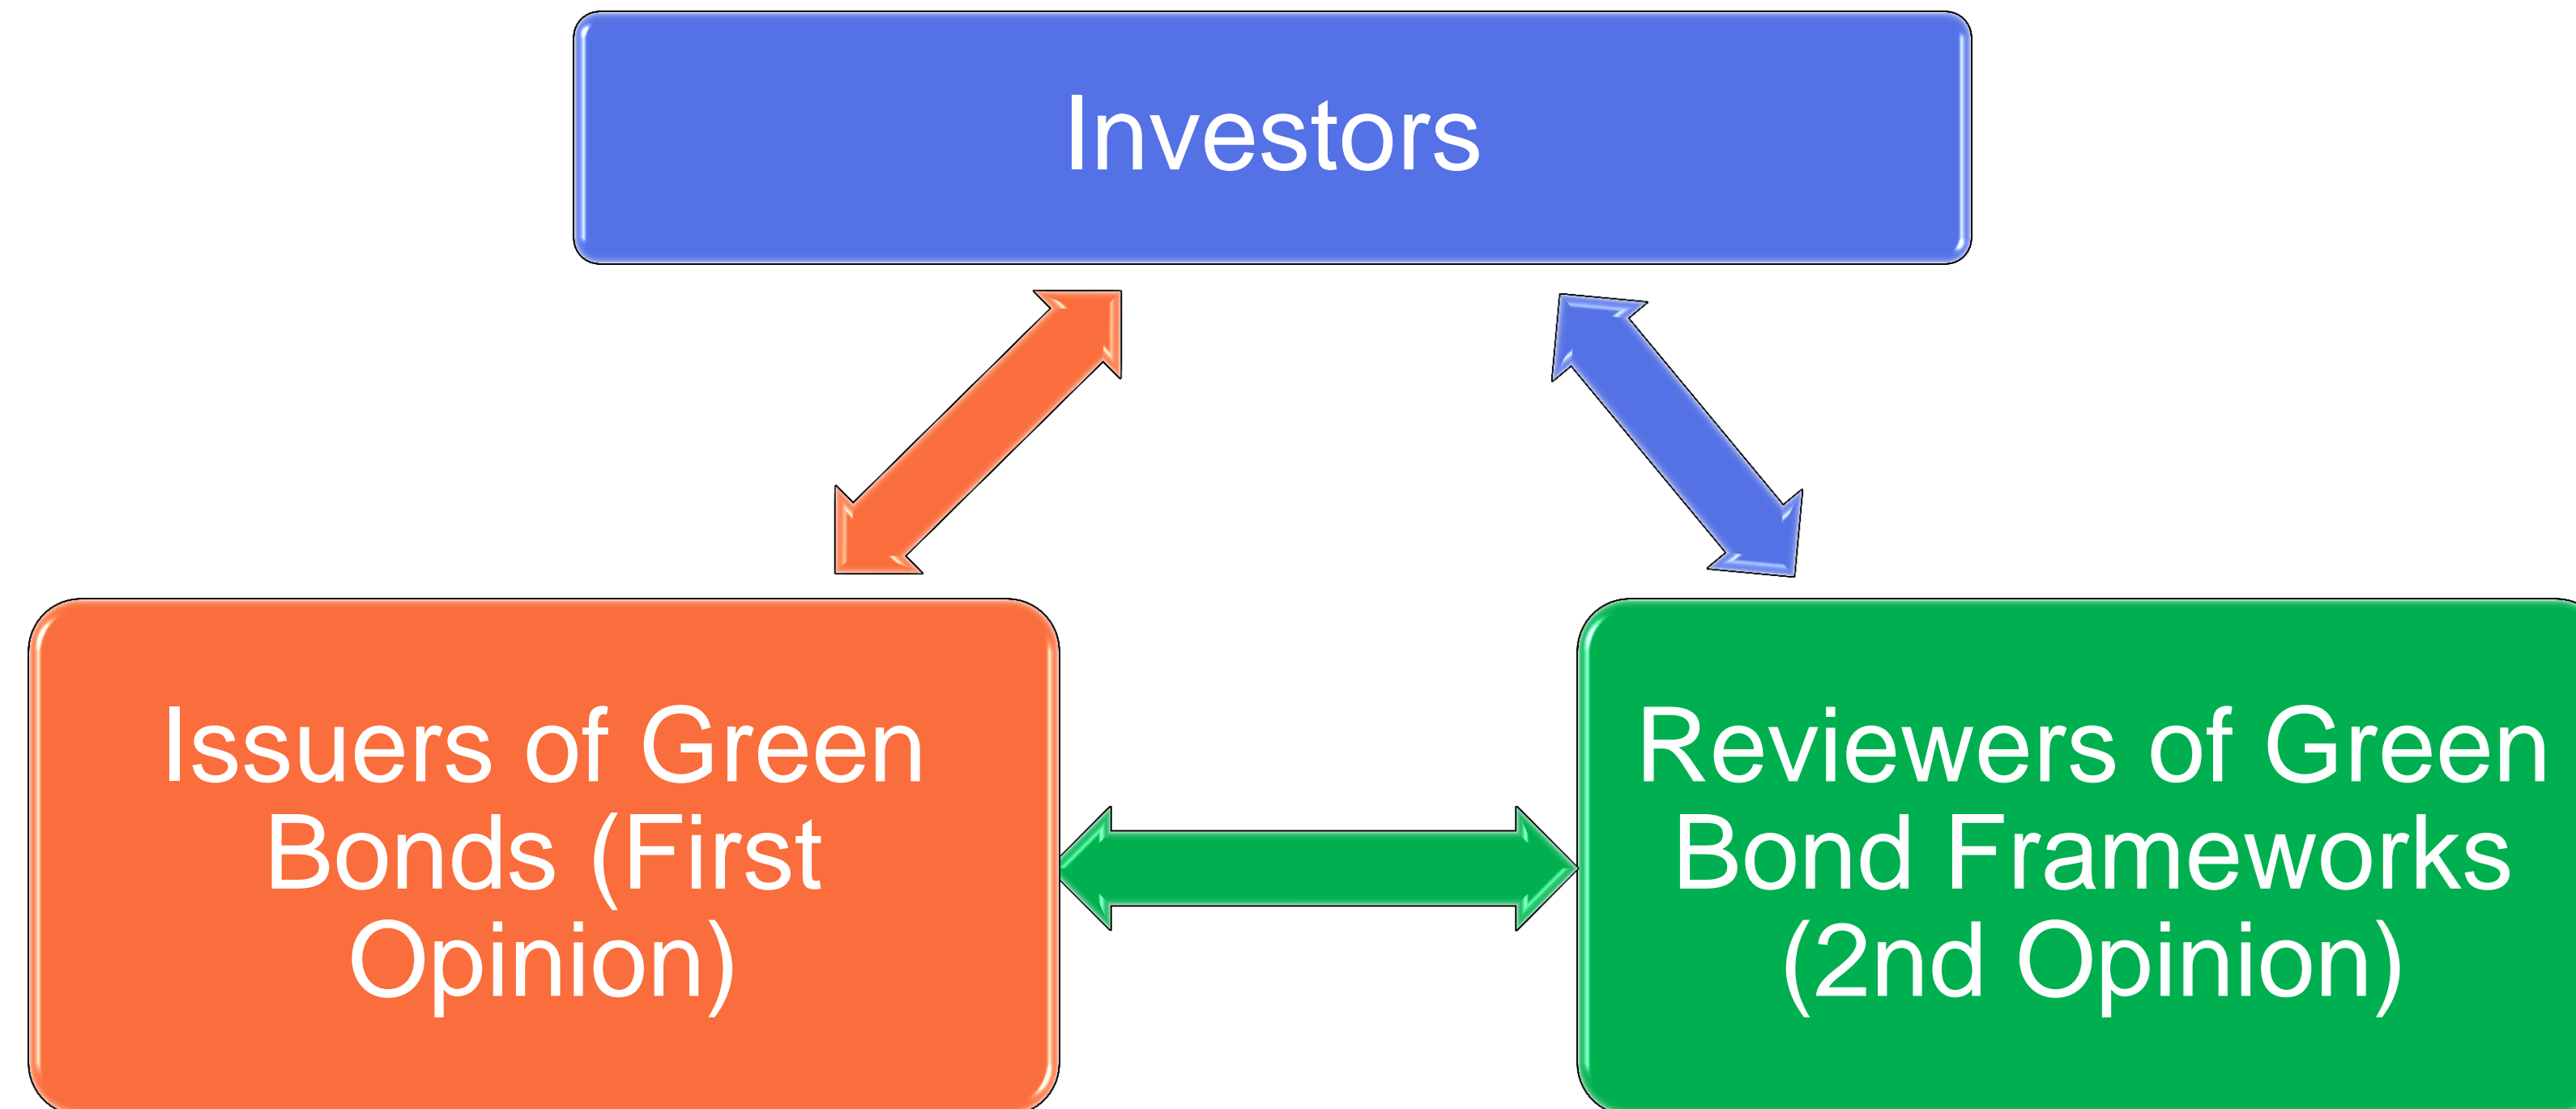 Investors
Issuers of Green
Bonds (First
Opinion)
Reviewers of Green
Bond Frameworks
(2nd Opinion)